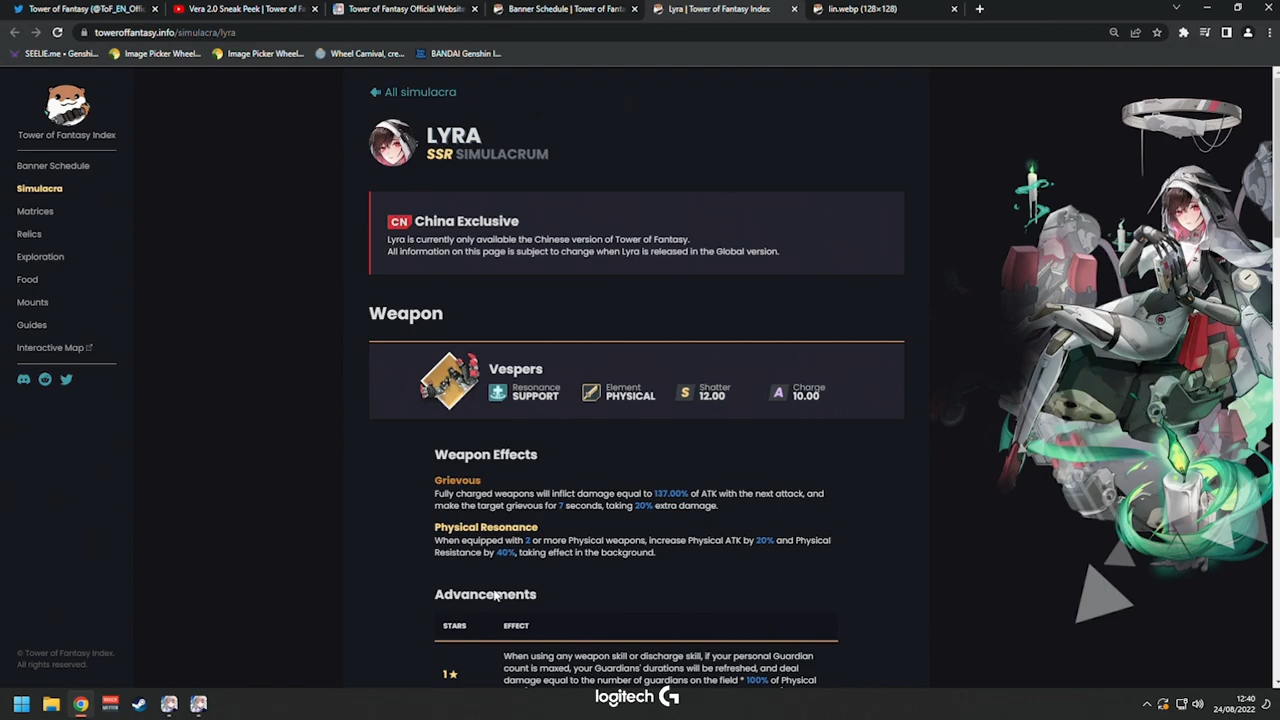 Tower of Fantasy (@ToF_EN_Offic
Vera 2.0 Sneak Peek | Tower of F
Tower of Fantasy Official Website
Banner Schedule | Tower of Fanta
Lyra | Tower of Fantasy Index
lin.webp (128×128)
toweroffantasy.info/simulacra/lyra
SEELIE.me • Genshi...
Image Picker Wheel...
Image Picker Wheel...
Wheel Carnival, cre...
BANDAI Genshin I...
Tower of Fantasy Index
Banner Schedule
Simulacra
Matrices
Relics
Exploration
Food
Mounts
Guides
Interactive Map
© Tower of Fantasy Index.
All rights reserved.
All simulacra
LYRA
SSR SIMULACRUM
CN China Exclusive
Lyra is currently only available the Chinese version of Tower of Fantasy.
All information on this page is subject to change when Lyra is released in the Global version.
Weapon
Vespers
Resonance
SUPPORT
Element
PHYSICAL
S
Shatter
12.00
A
Charge
10.00
Weapon Effects
Grievous
Fully charged weapons will inflict damage equal to 137.00% of ATK with the next attack, and
make the target grievous for 7 seconds, taking 20% extra damage.
Physical Resonance
When equipped with 2 or more Physical weapons, increase Physical ATK by 20% and Physical
Resistance by 40%, taking effect in the background.
Advancements
STARS EFFECT
1★
When using any weapon skill or discharge skill, if your personal Guardian
count is maxed, your Guardians' durations will be refreshed, and deal
damage equal to the number of guardians on the field * 100% of Physical
logitech G
12:40
24/08/2022